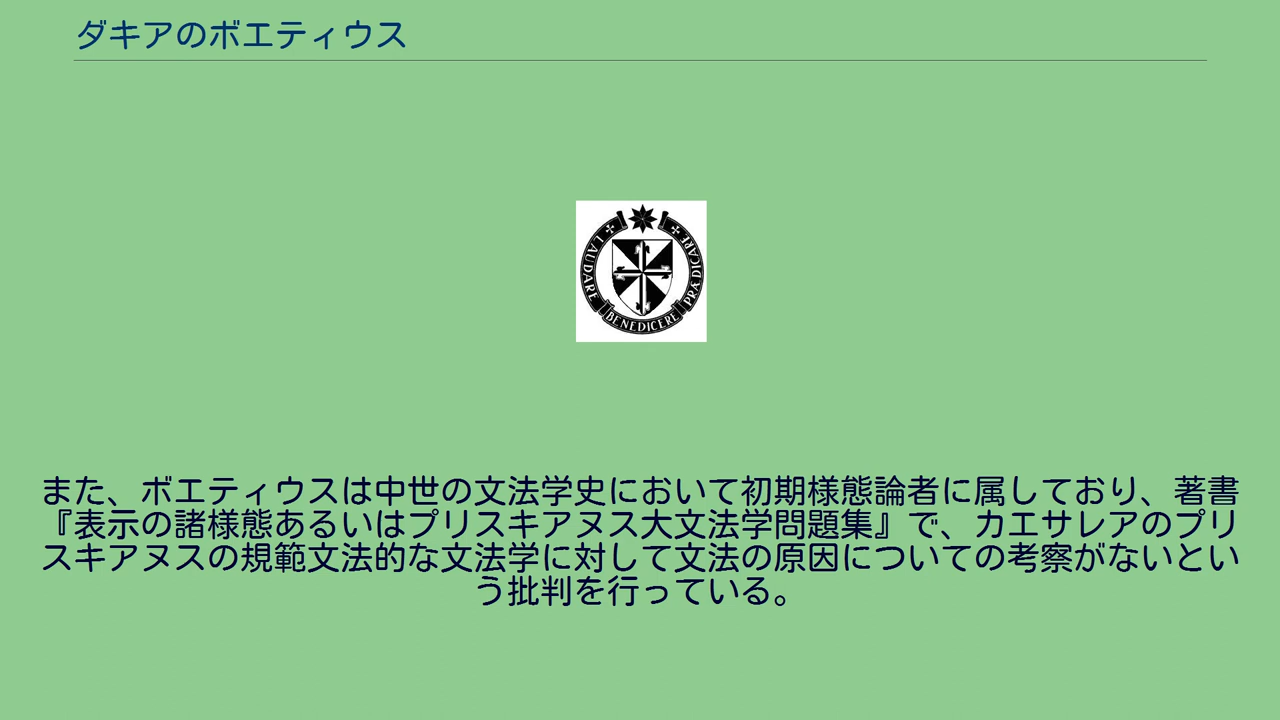 ダキアのボエティウス
LAUDARE
BENEDICERE
PRÆDICARE
また、ボエティウスは中世の文法学史において初期様態論者に属しており、著書
『表示の諸様態あるいはプリスキアヌス大文法学問題集』で、カエサレアのプリ
スキアヌスの規範文法的な文法学に対して文法の原因についての考察がないとい
う批判を行っている。